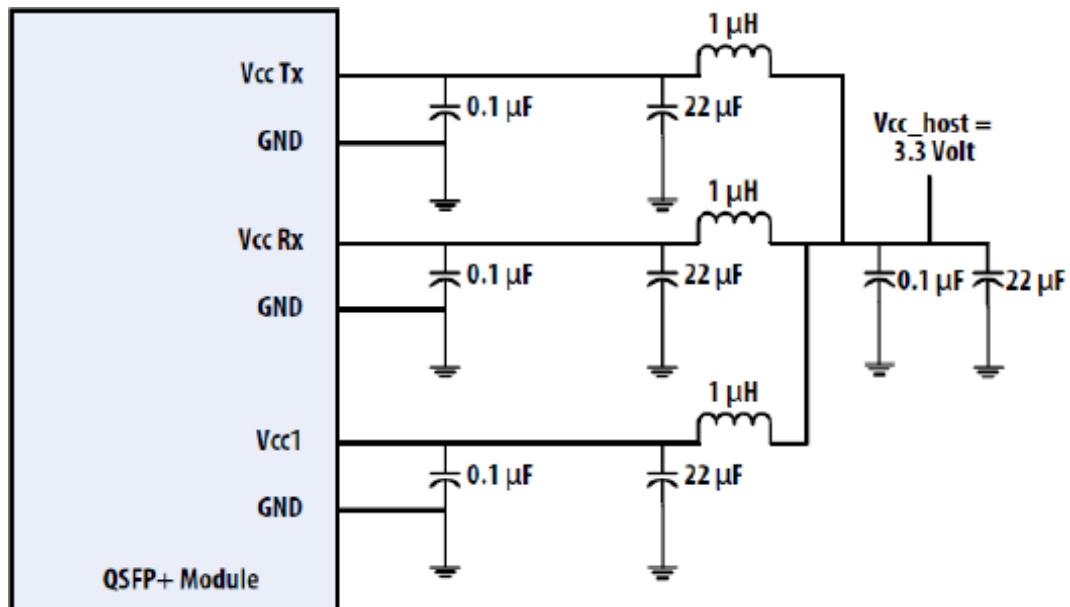 1 µH
Vcc Tx
0.1 µF
22 µF
GND
Vcc_host =
3.3 Volt
1 µH
Vcc Rx
0.1 µF
22 µF
0.1 µF
22 µF
GND
1 µH
Vcc1
0.1 µF
22 µF
GND
QSFP+ Module